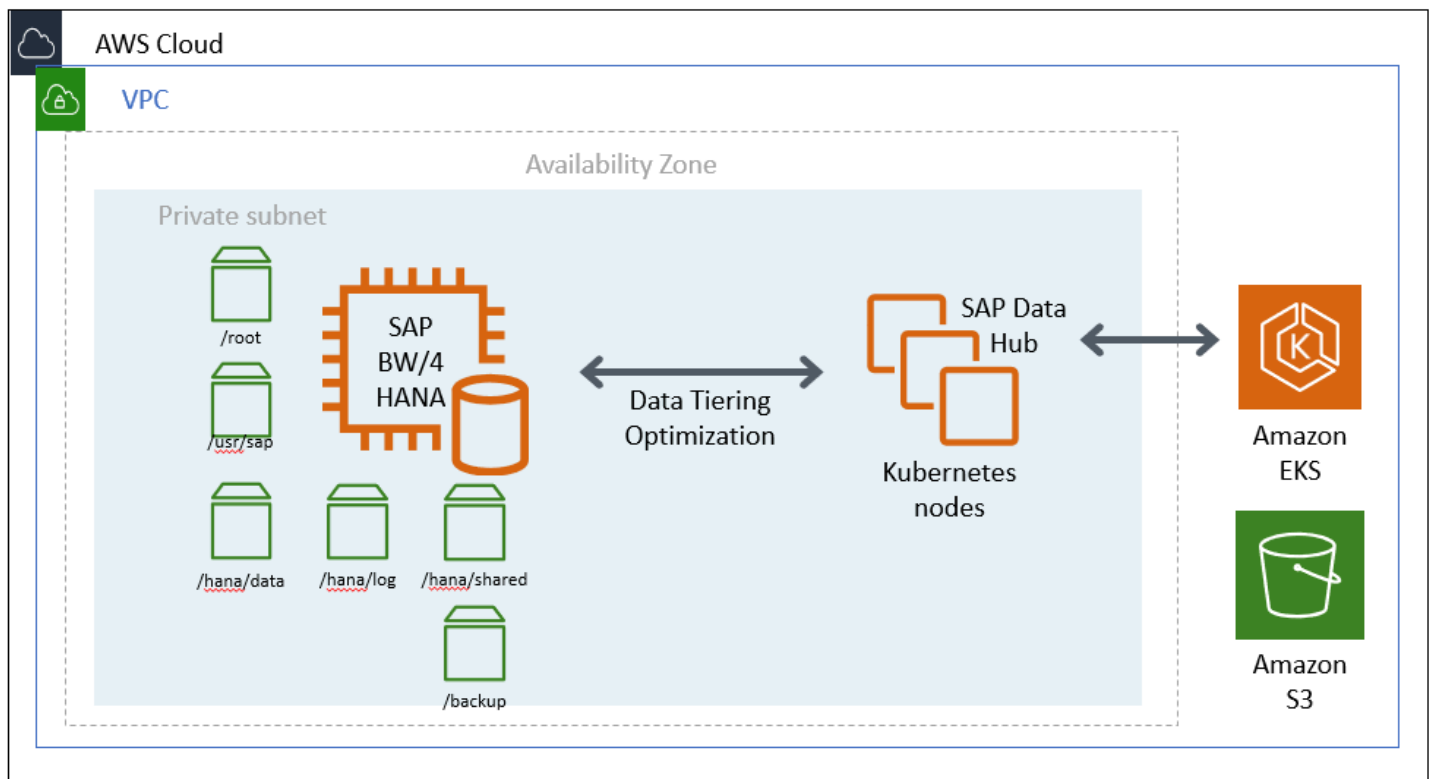 AWS Cloud
VPC
Availability Zone
Private subnet
/root
/usr/sap
/hana/data
/hana/log
/hana/shared
/backup
SAP
BW/4
HANA
Data Tiering
Optimization
SAP Data
Hub
Kubernetes
nodes
K
Amazon
EKS
Amazon
S3